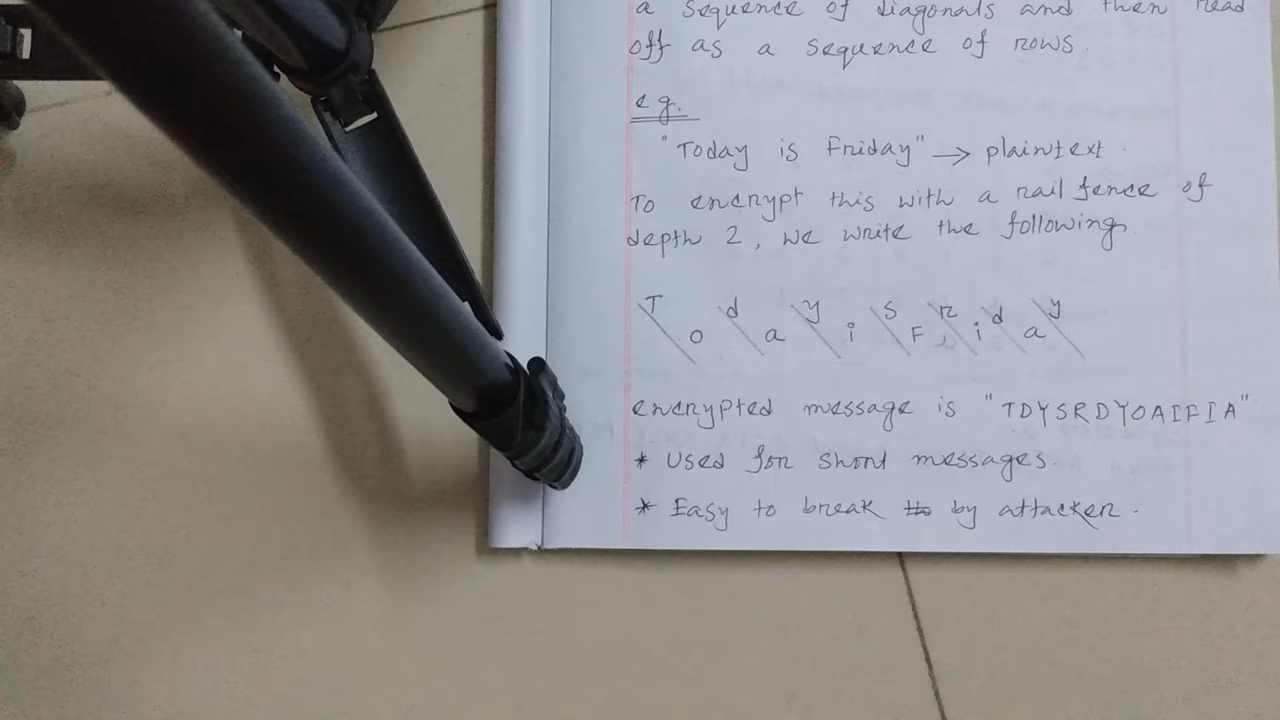 a sequence of diagonals and then read
off as a sequence of rows.
e g.
"Today is Friday" → plaintext.
To encrypt this with a rail fence of
depth 2, we write the following.
T d y s r d y
o a i F i a
encrypted message is "TDYSRDYOAIFIA"
* Used for short messages.
* Easy to break by attacker.